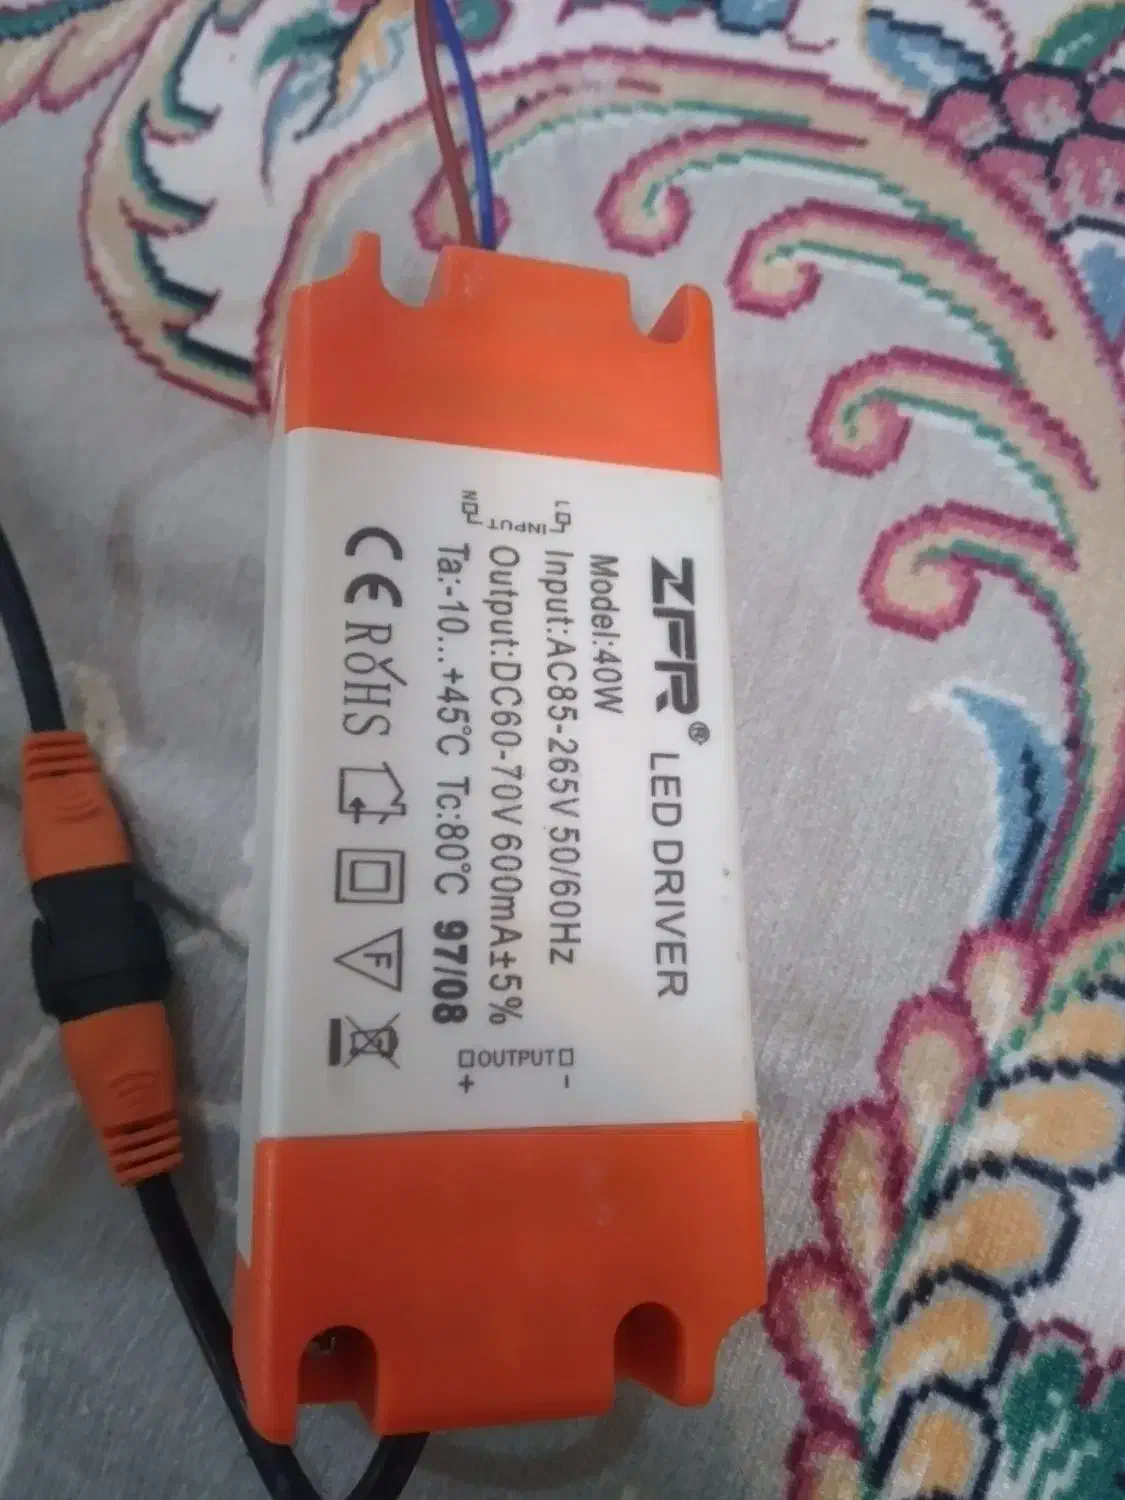 ZFR® LED DRIVER
Model:40W
Input:AC85-265V 50/60Hz
Output:DC60-70V 600mA±5%
Ta:-10...+45°C Tc:80°C 97/08
CE RoHS F
L
INPUT
N
-
OUTPUT
+